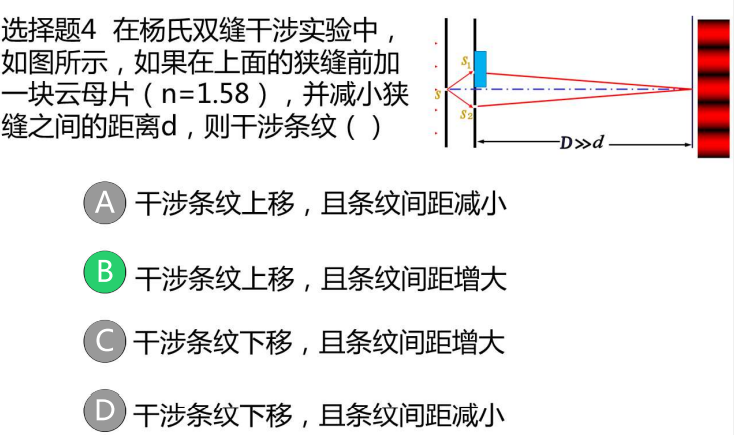 选择题4 在杨氏双缝干涉实验中，
如图所示，如果在上面的狭缝前加
一块云母片（n=1.58），并减小狭
缝之间的距离d，则干涉条纹（ ）
S1
S
S2
D≫d
A 干涉条纹上移，且条纹间距减小
B 干涉条纹上移，且条纹间距增大
C 干涉条纹下移，且条纹间距增大
D 干涉条纹下移，且条纹间距减小